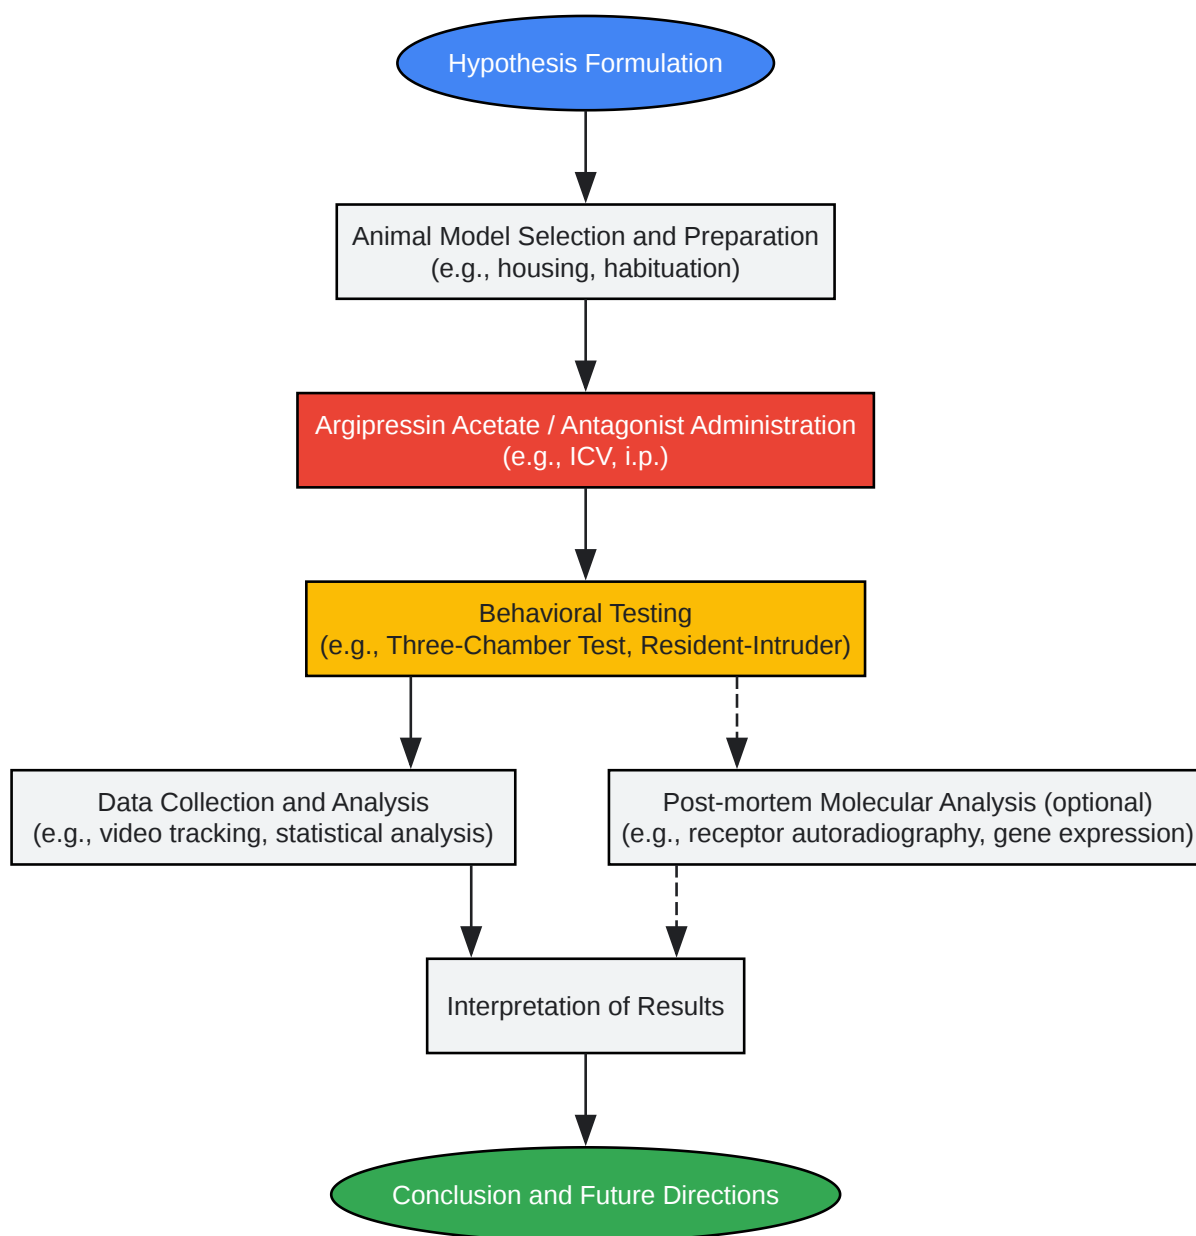 Hypothesis Formulation
Animal Model Selection and Preparation
(e.g., housing, habituation)
Argipressin Acetate / Antagonist Administration
(e.g., ICV, i.p.)
Behavioral Testing
(e.g., Three-Chamber Test, Resident-Intruder)
Data Collection and Analysis
(e.g., video tracking, statistical analysis)
Post-mortem Molecular Analysis (optional)
(e.g., receptor autoradiography, gene expression)
Interpretation of Results
Conclusion and Future Directions